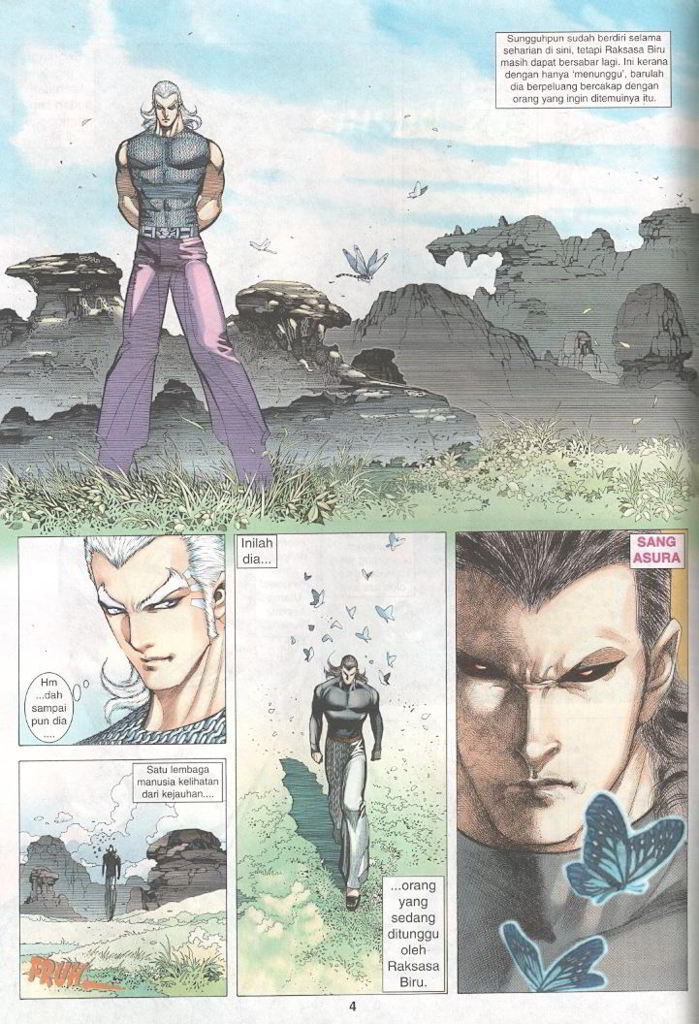 Sungguhpun sudah berdiri selama
seharian di sini, tetapi Raksasa Biru
masih dapat bersabar lagi. Ini kerana
dengan hanya 'menunggu', barulah
dia berpeluang bercakap dengan
orang yang ingin ditemuinya itu.
Hm
...dah
sampai
pun dia
....
Satu lembaga
manusia kelihatan
dari kejauhan....
FRUH...
Inilah
dia...
...orang
yang
sedang
ditunggu
oleh
Raksasa
Biru.
SANG
ASURA
4